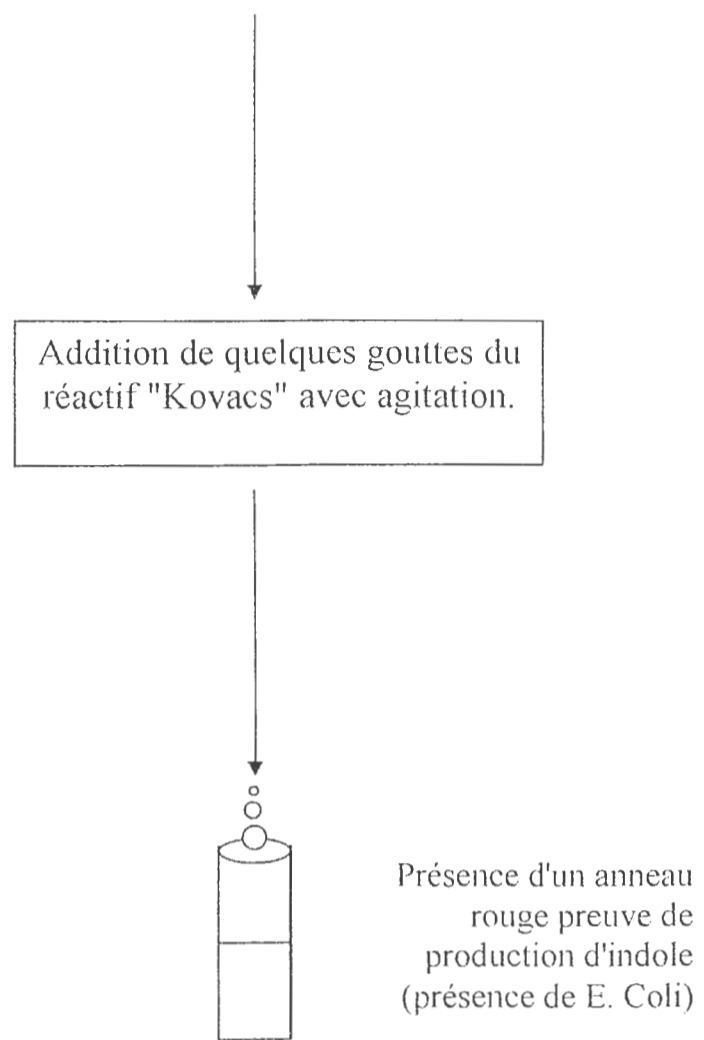 Addition de quelques gouttes du
réactif "Kovacs" avec agitation.
Présence d'un anneau
rouge preuve de
production d'indole
(présence de E. Coli)